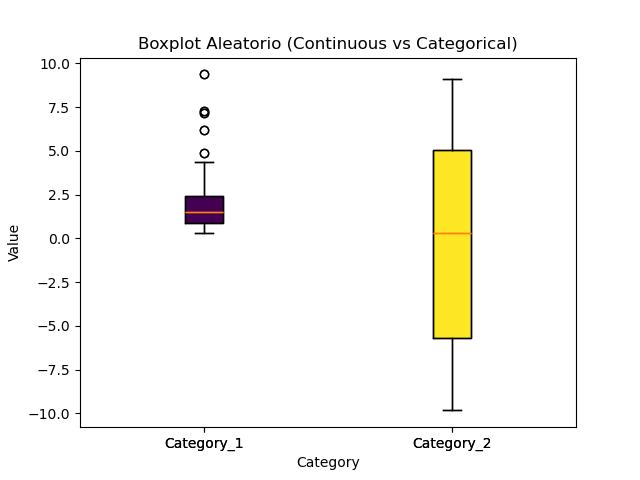 Boxplot Aleatorio (Continuous vs Categorical)
10.0
7.5
5.0
2.5
0.0
−2.5
−5.0
−7.5
−10.0
Value
Category_1 Category_2
Category